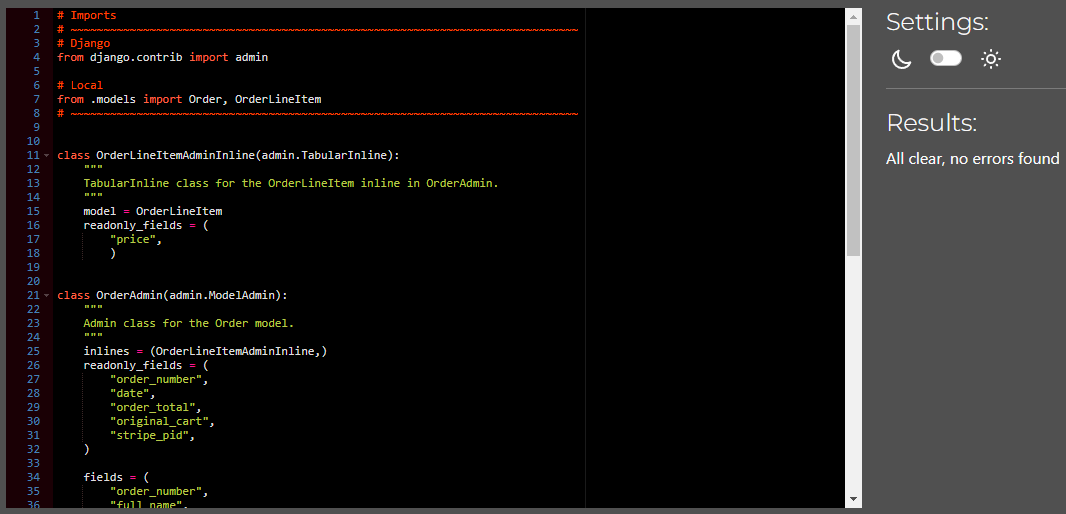 1 # Imports
2 # ~~~~~~~~~~~~~~~~~~~~~~~~~~~~~~~~~~~~~~~~~~~~~~~~~~~~~~~~~~~~~~~~~~~~~~~~~~~~~
3 # Django
4 from django.contrib import admin
5
6 # Local
7 from .models import Order, OrderLineItem
8 # ~~~~~~~~~~~~~~~~~~~~~~~~~~~~~~~~~~~~~~~~~~~~~~~~~~~~~~~~~~~~~~~~~~~~~~~~~~~~~
9
10
11 class OrderLineItemAdminInline(admin.TabularInline):
12     """
13     TabularInline class for the OrderLineItem inline in OrderAdmin.
14     """
15     model = OrderLineItem
16     readonly_fields = (
17         "price",
18         )
19
20
21 class OrderAdmin(admin.ModelAdmin):
22     """
23     Admin class for the Order model.
24     """
25     inlines = (OrderLineItemAdminInline,)
26     readonly_fields = (
27         "order_number",
28         "date",
29         "order_total",
30         "original_cart",
31         "stripe_pid",
32     )
33
34     fields = (
35         "order_number",
36         "full_name",
Settings:
Results:
All clear, no errors found